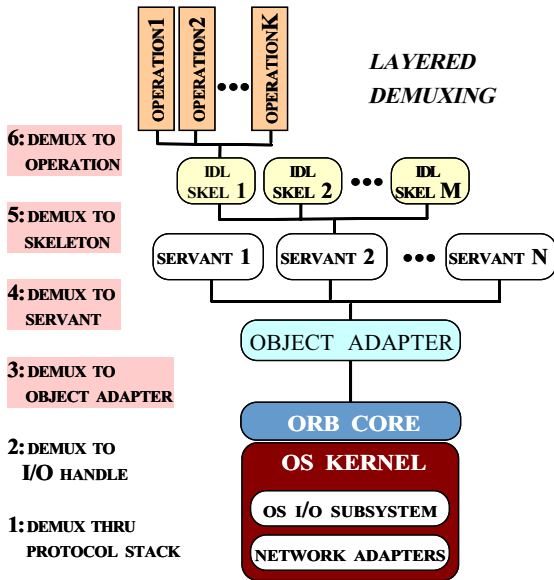 OPERATION1
OPERATION2
OPERATIONK
LAYERED
DEMUXING
6: DEMUX TO
OPERATION
IDL
SKEL 1
IDL
SKEL 2
IDL
SKEL M
5: DEMUX TO
SKELETON
SERVANT 1
SERVANT 2
SERVANT N
4: DEMUX TO
SERVANT
OBJECT ADAPTER
3: DEMUX TO
OBJECT ADAPTER
ORB CORE
2: DEMUX TO
I/O HANDLE
OS KERNEL
OS I/O SUBSYSTEM
1: DEMUX THRU
PROTOCOL STACK
NETWORK ADAPTERS